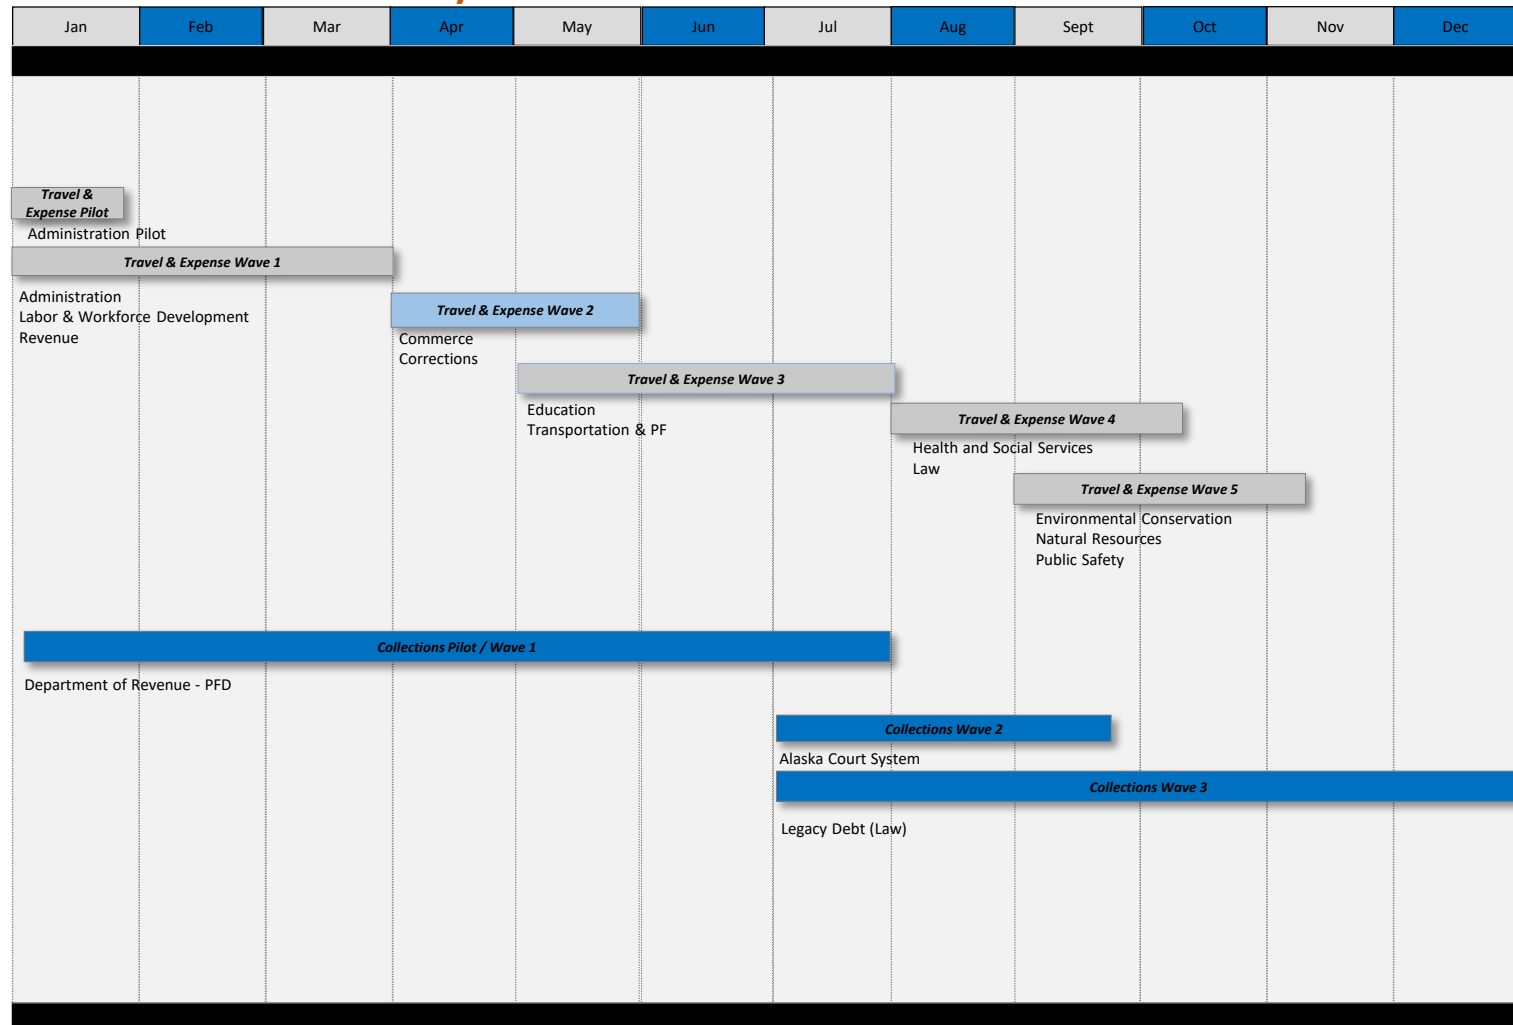 Jan Feb Mar Apr May Jun Jul Aug Sept Oct Nov Dec
Travel &
Expense Pilot
Administration Pilot
Travel & Expense Wave 1
Administration
Labor & Workforce Development
Revenue
Travel & Expense Wave 2
Commerce
Corrections
Travel & Expense Wave 3
Education
Transportation & PF
Travel & Expense Wave 4
Health and Social Services
Law
Travel & Expense Wave 5
Environmental Conservation
Natural Resources
Public Safety
Collections Pilot / Wave 1
Department of Revenue - PFD
Collections Wave 2
Alaska Court System
Collections Wave 3
Legacy Debt (Law)